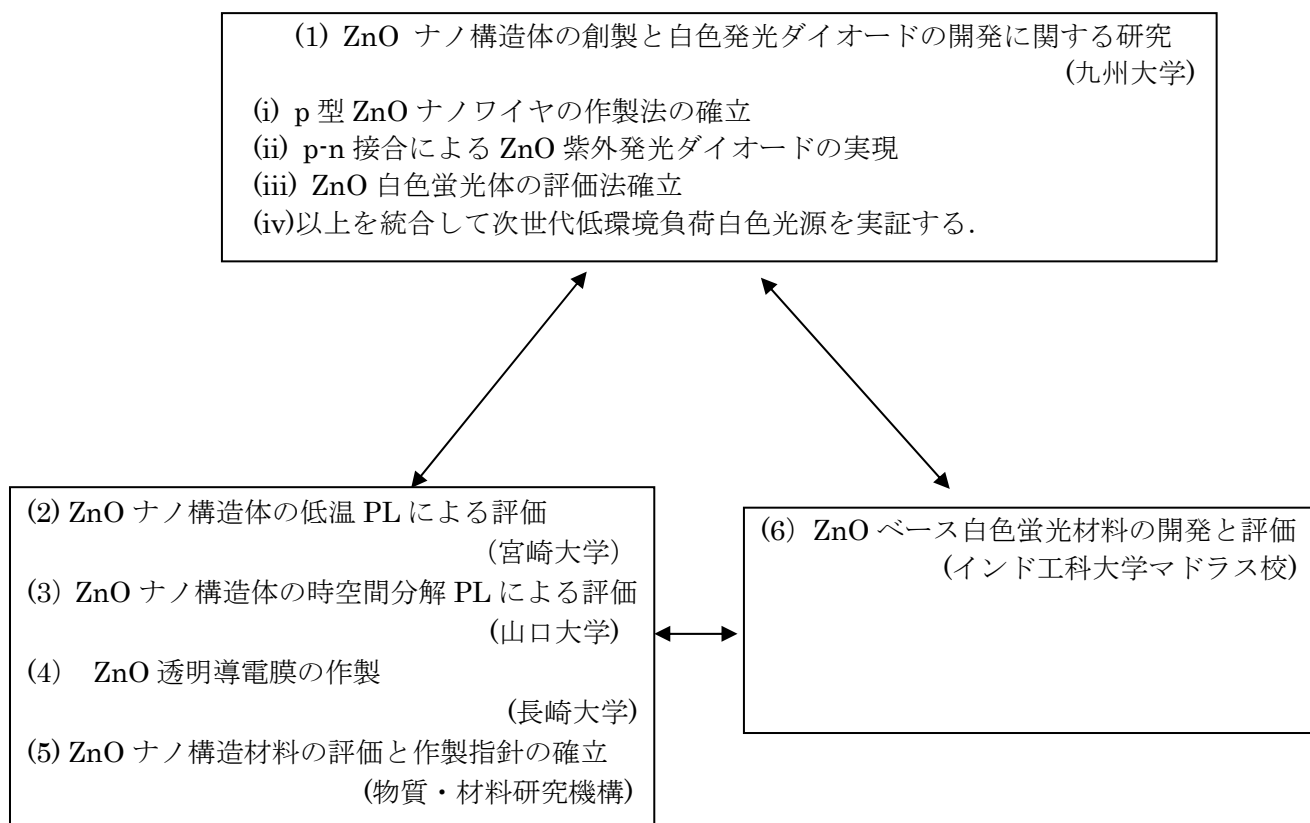 (1) ZnO ナノ構造体の創製と白色発光ダイオードの開発に関する研究
(九州大学)
(i) p 型 ZnO ナノワイヤの作製法の確立
(ii) p-n 接合による ZnO 紫外発光ダイオードの実現
(iii) ZnO 白色蛍光体の評価法確立
(iv)以上を統合して次世代低環境負荷白色光源を実証する.
(2) ZnO ナノ構造体の低温 PL による評価
(宮崎大学)
(3) ZnO ナノ構造体の時空間分解 PL による評価
(山口大学)
(4) ZnO 透明導電膜の作製
(長崎大学)
(5) ZnO ナノ構造材料の評価と作製指針の確立
(物質・材料研究機構)
(6) ZnO ベース白色蛍光材料の開発と評価
(インド工科大学マドラス校)